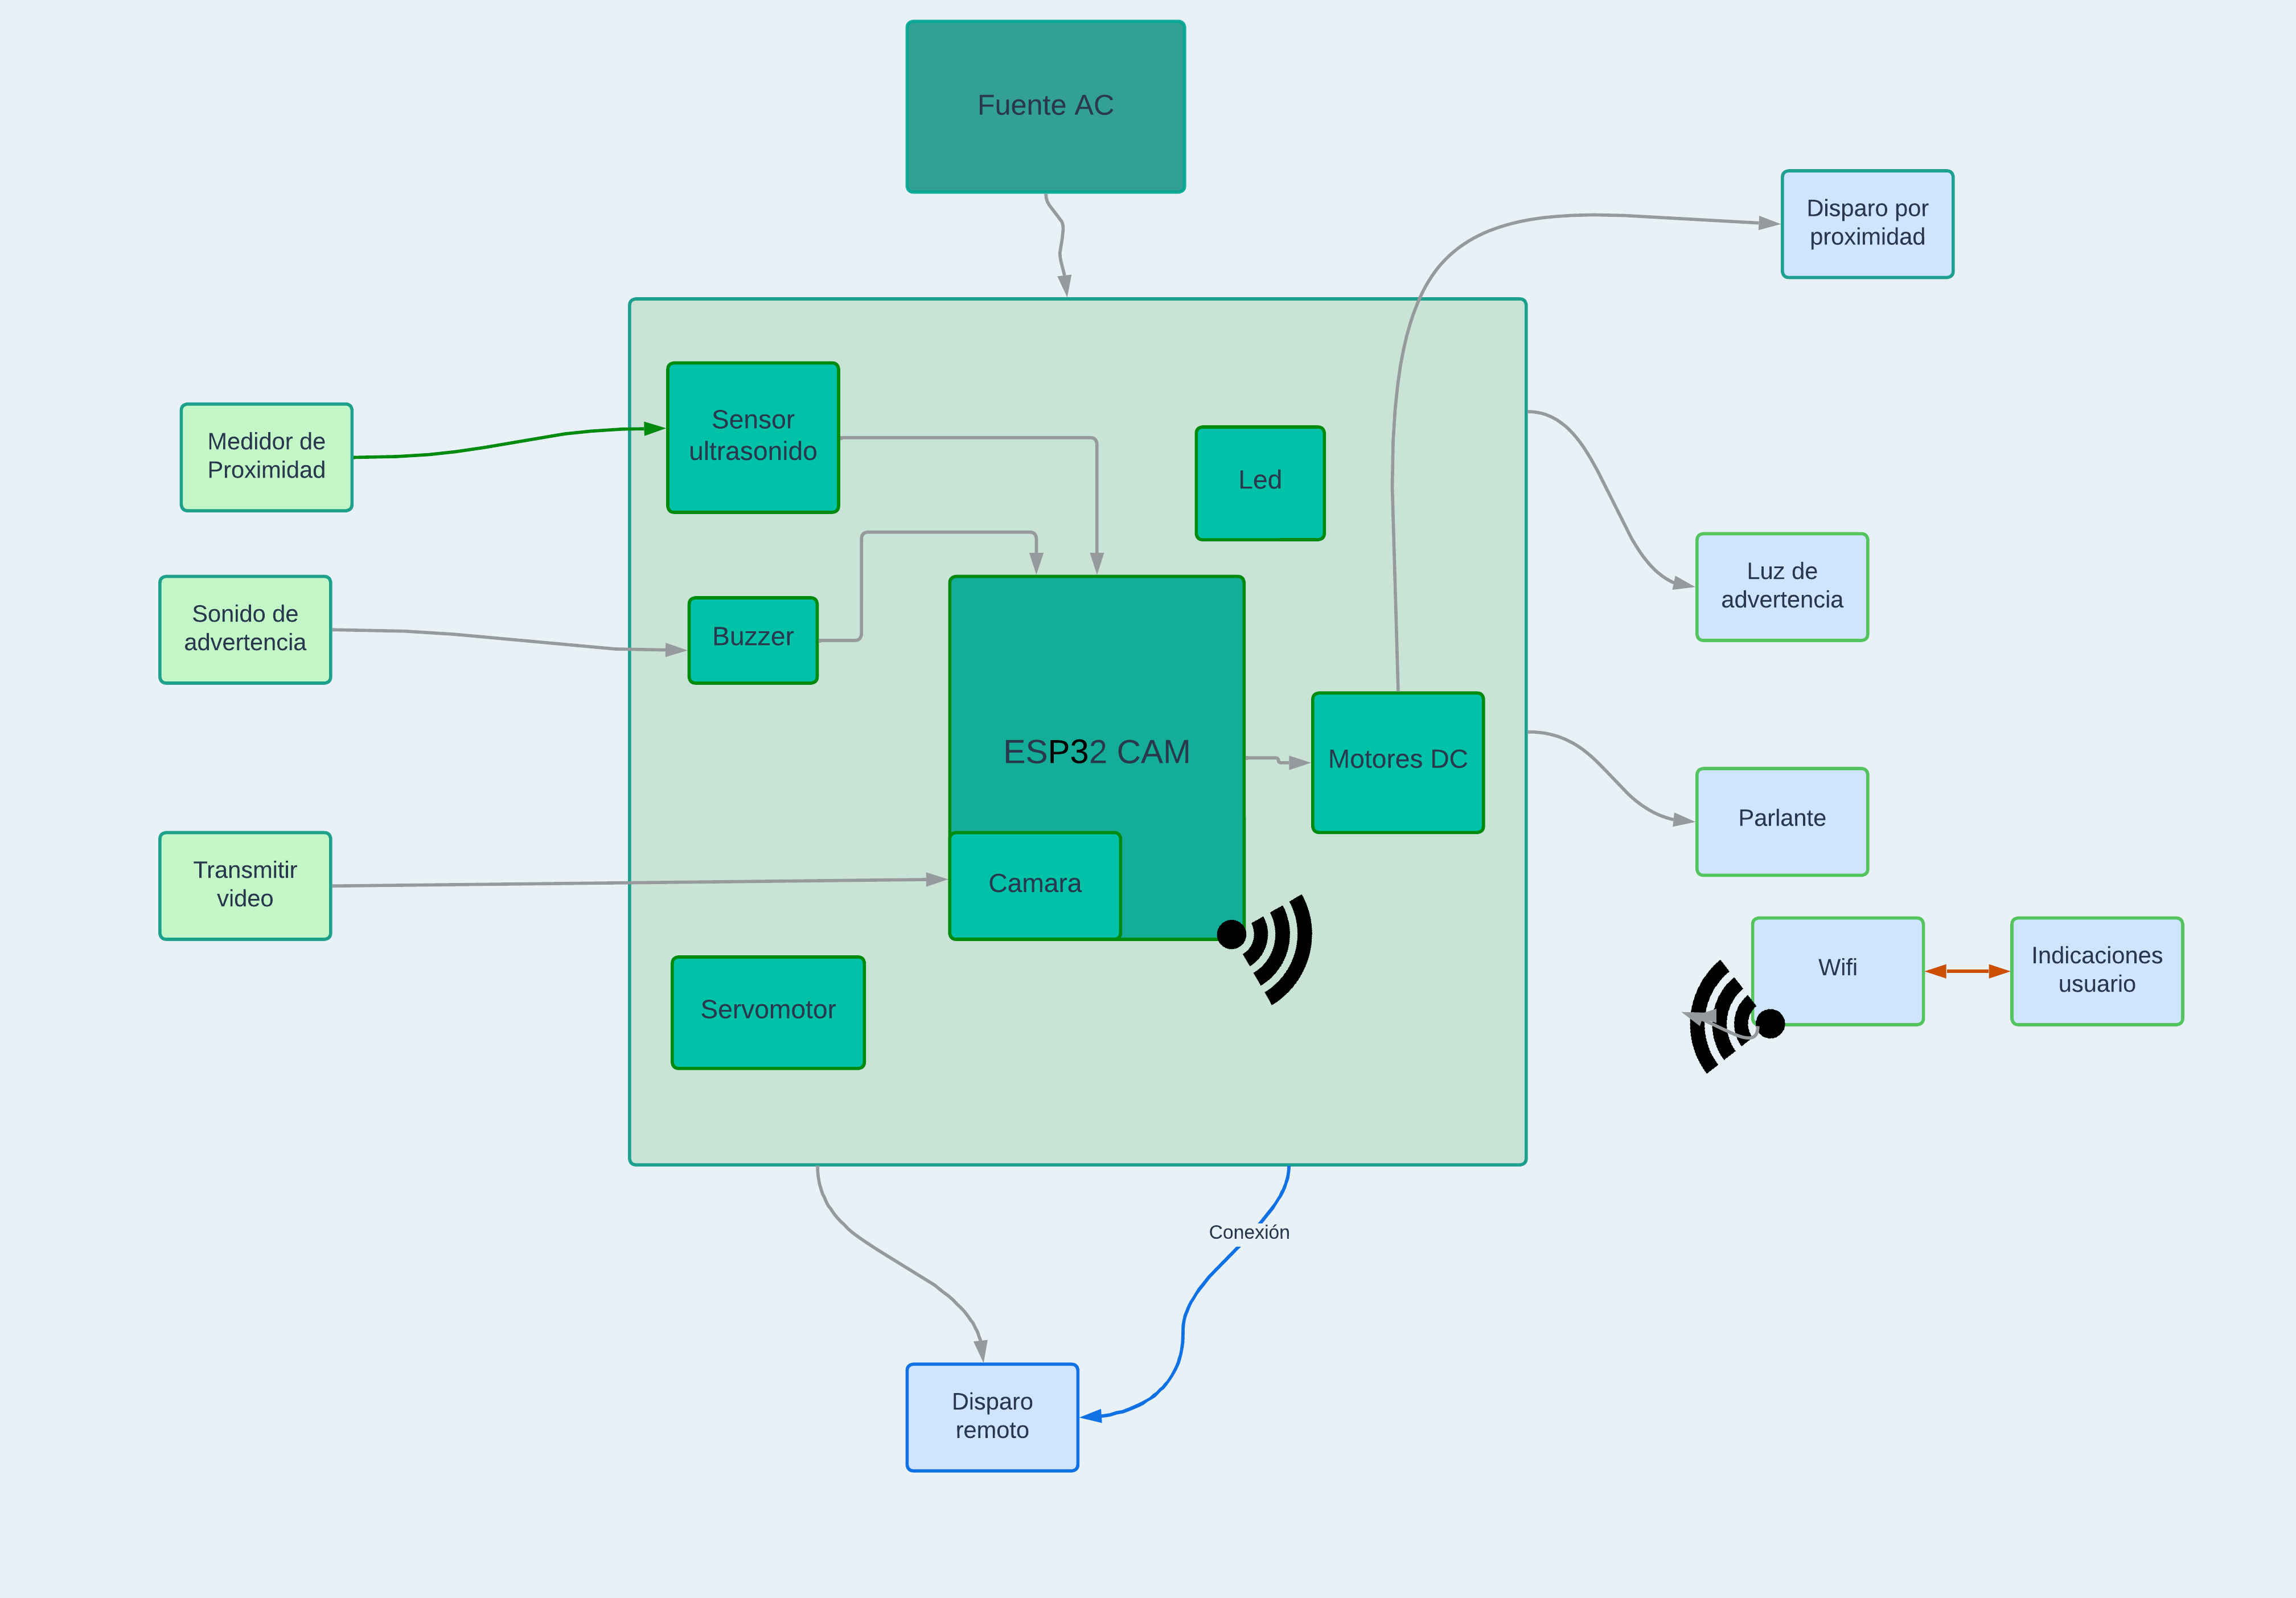 Fuente AC
Disparo por
proximidad
Sensor
ultrasonido
Medidor de
Proximidad
Led
Luz de
advertencia
Sonido de
advertencia
Buzzer
ESP32 CAM
Motores DC
Parlante
Transmitir
video
Camara
Wifi
Indicaciones
usuario
Servomotor
Conexión
Disparo
remoto